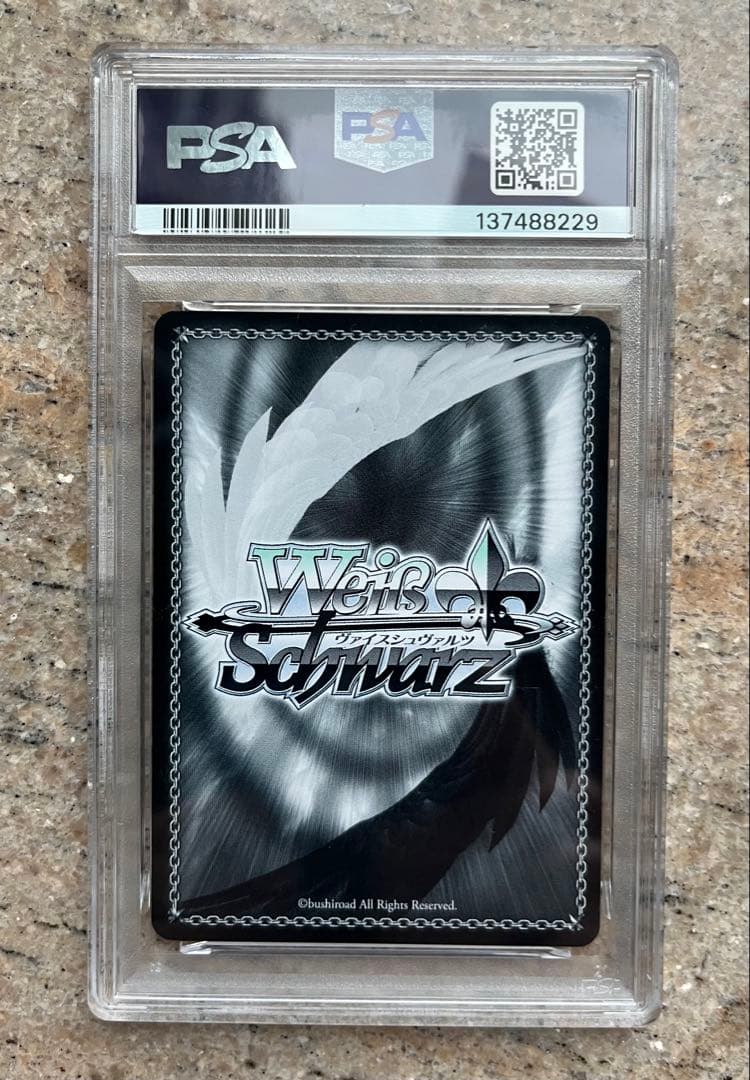 PSA
PSA
137488229
Weiß
ヴァイスシュヴァルツ
Schwarz
©bushiroad All Rights Reserved.